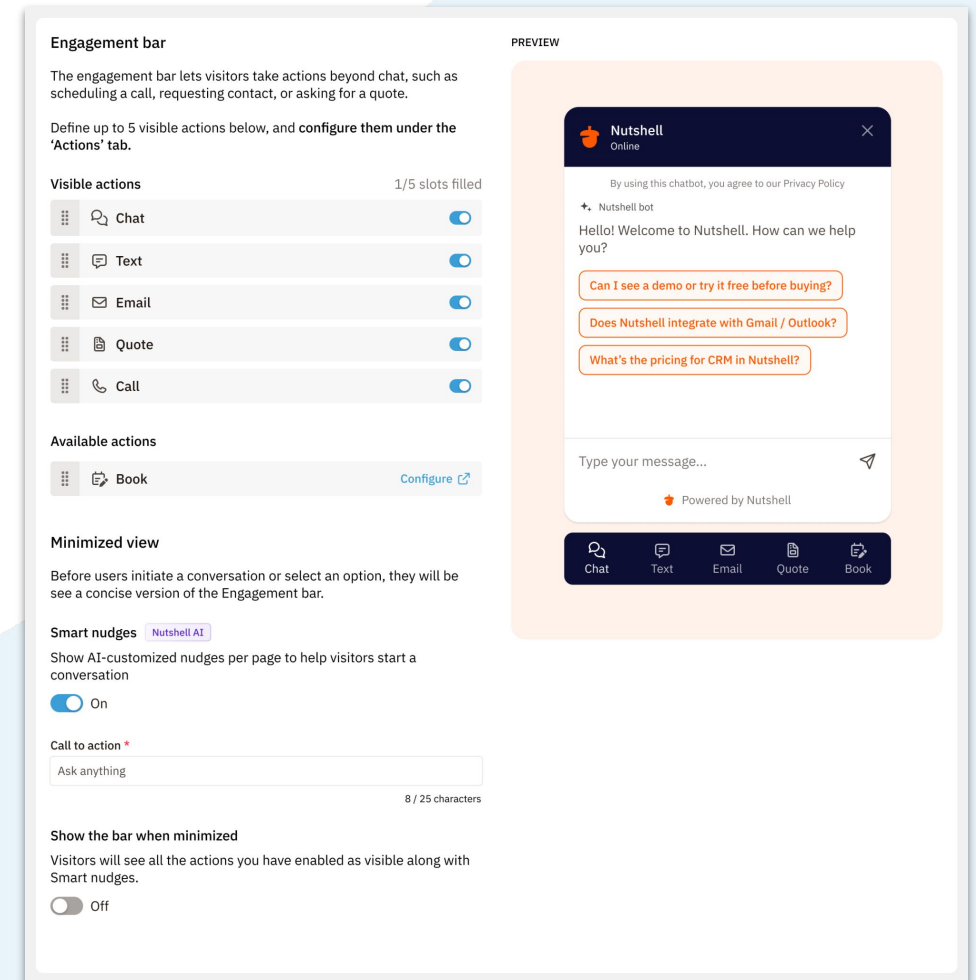 Engagement bar
The engagement bar lets visitors take actions beyond chat, such as
scheduling a call, requesting contact, or asking for a quote.
Define up to 5 visible actions below, and configure them under the
‘Actions’ tab.
Visible actions
1/5 slots filled
Chat
Text
Email
Quote
Call
Available actions
Book
Configure
Minimized view
Before users initiate a conversation or select an option, they will be
see a concise version of the Engagement bar.
Smart nudges
Nutshell AI
Show AI-customized nudges per page to help visitors start a
conversation
On
Call to action *
Ask anything
8 / 25 characters
Show the bar when minimized
Visitors will see all the actions you have enabled as visible along with
Smart nudges.
Off
PREVIEW
Nutshell
Online
By using this chatbot, you agree to our Privacy Policy
Nutshell bot
Hello! Welcome to Nutshell. How can we help
you?
Can I see a demo or try it free before buying?
Does Nutshell integrate with Gmail / Outlook?
What’s the pricing for CRM in Nutshell?
Type your message...
Powered by Nutshell
Chat
Text
Email
Quote
Book